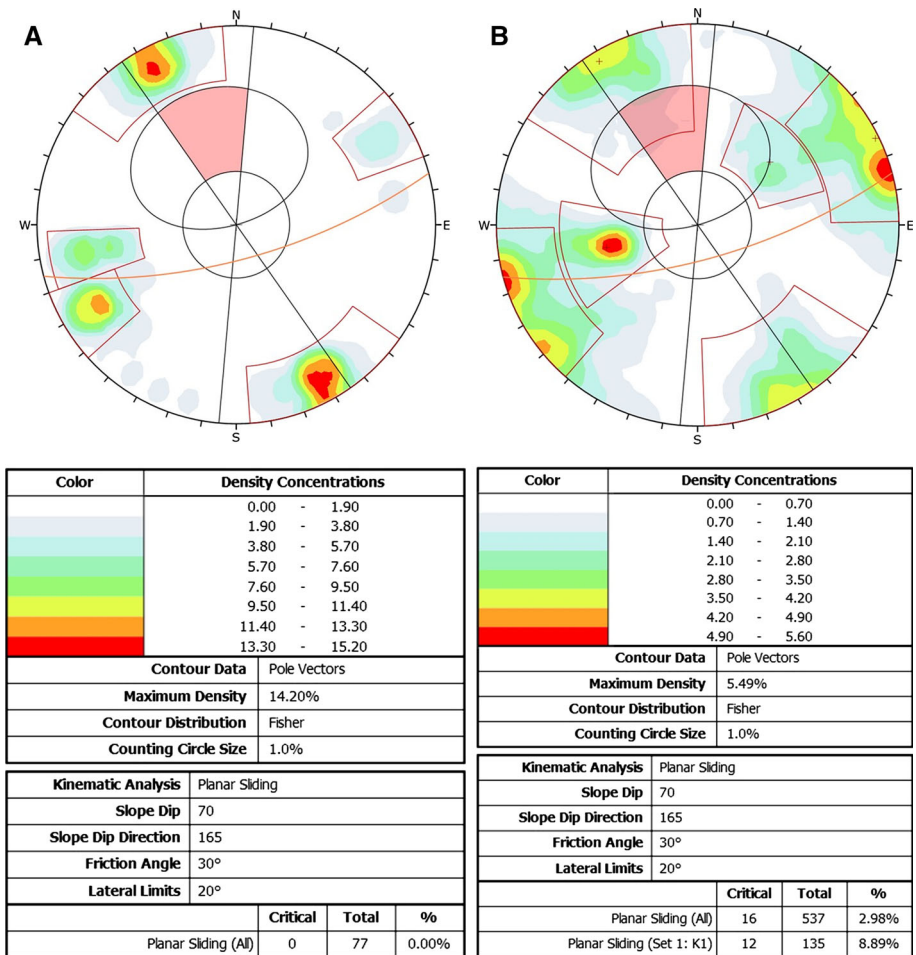 A
N
W
E
S
B
N
W
E
S
Color Density Concentrations
0.00 - 1.90
1.90 - 3.80
3.80 - 5.70
5.70 - 7.60
7.60 - 9.50
9.50 - 11.40
11.40 - 13.30
13.30 - 15.20
Contour Data Pole Vectors
Maximum Density 14.20%
Contour Distribution Fisher
Counting Circle Size 1.0%
Kinematic Analysis Planar Sliding
Slope Dip 70
Slope Dip Direction 165
Friction Angle 30°
Lateral Limits 20°
Critical Total %
Planar Sliding (All) 0 77 0.00%
Color Density Concentrations
0.00 - 0.70
0.70 - 1.40
1.40 - 2.10
2.10 - 2.80
2.80 - 3.50
3.50 - 4.20
4.20 - 4.90
4.90 - 5.60
Contour Data Pole Vectors
Maximum Density 5.49%
Contour Distribution Fisher
Counting Circle Size 1.0%
Kinematic Analysis Planar Sliding
Slope Dip 70
Slope Dip Direction 165
Friction Angle 30°
Lateral Limits 20°
Critical Total %
Planar Sliding (All) 16 537 2.98%
Planar Sliding (Set 1: K1) 12 135 8.89%